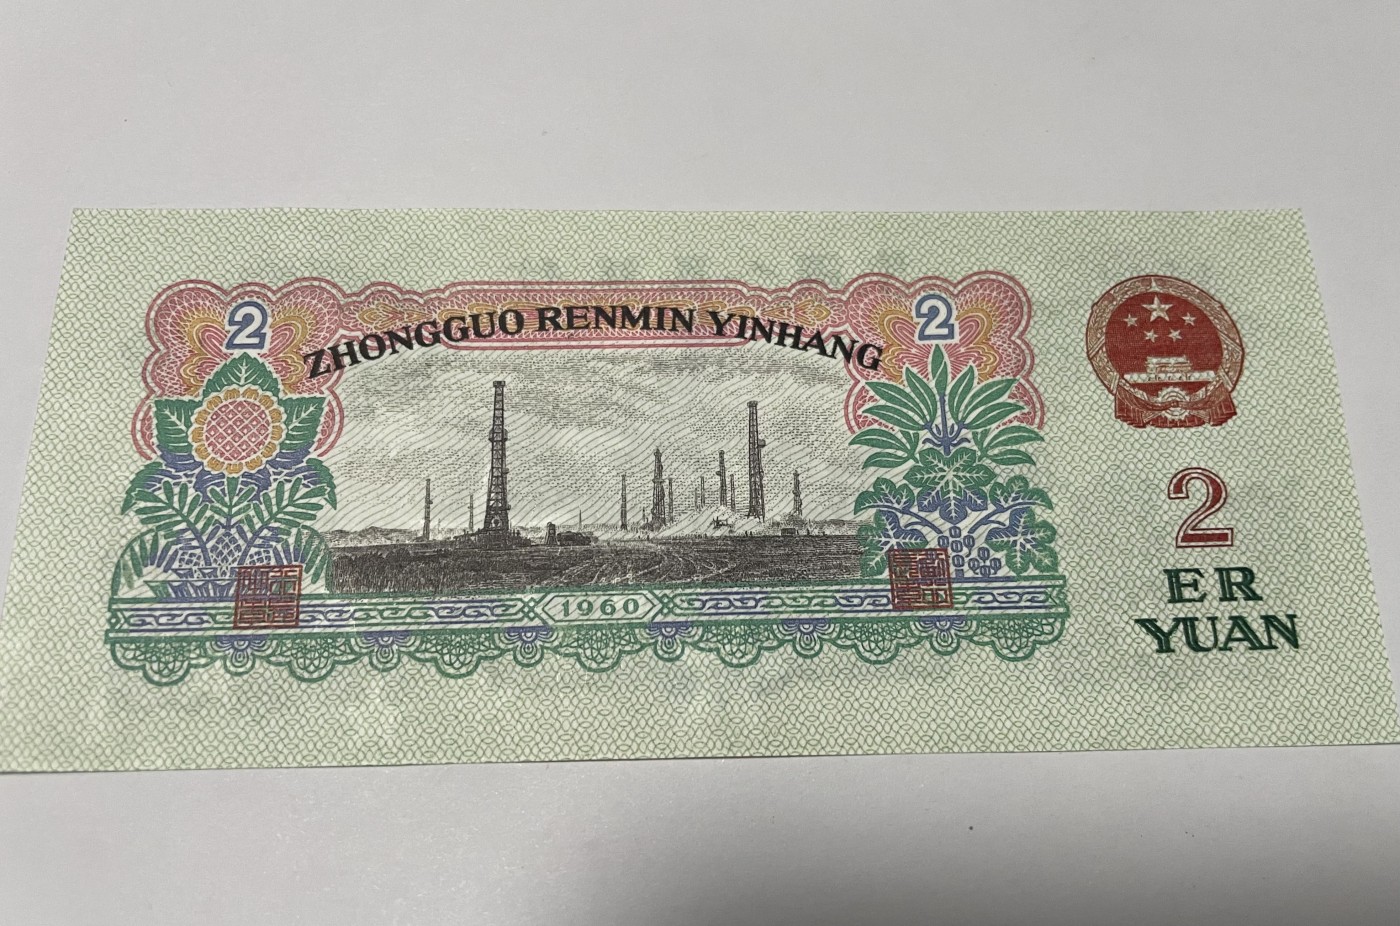 ZHONGGUO RENMIN YINHANG
2
2
1960
2
ER
YUAN